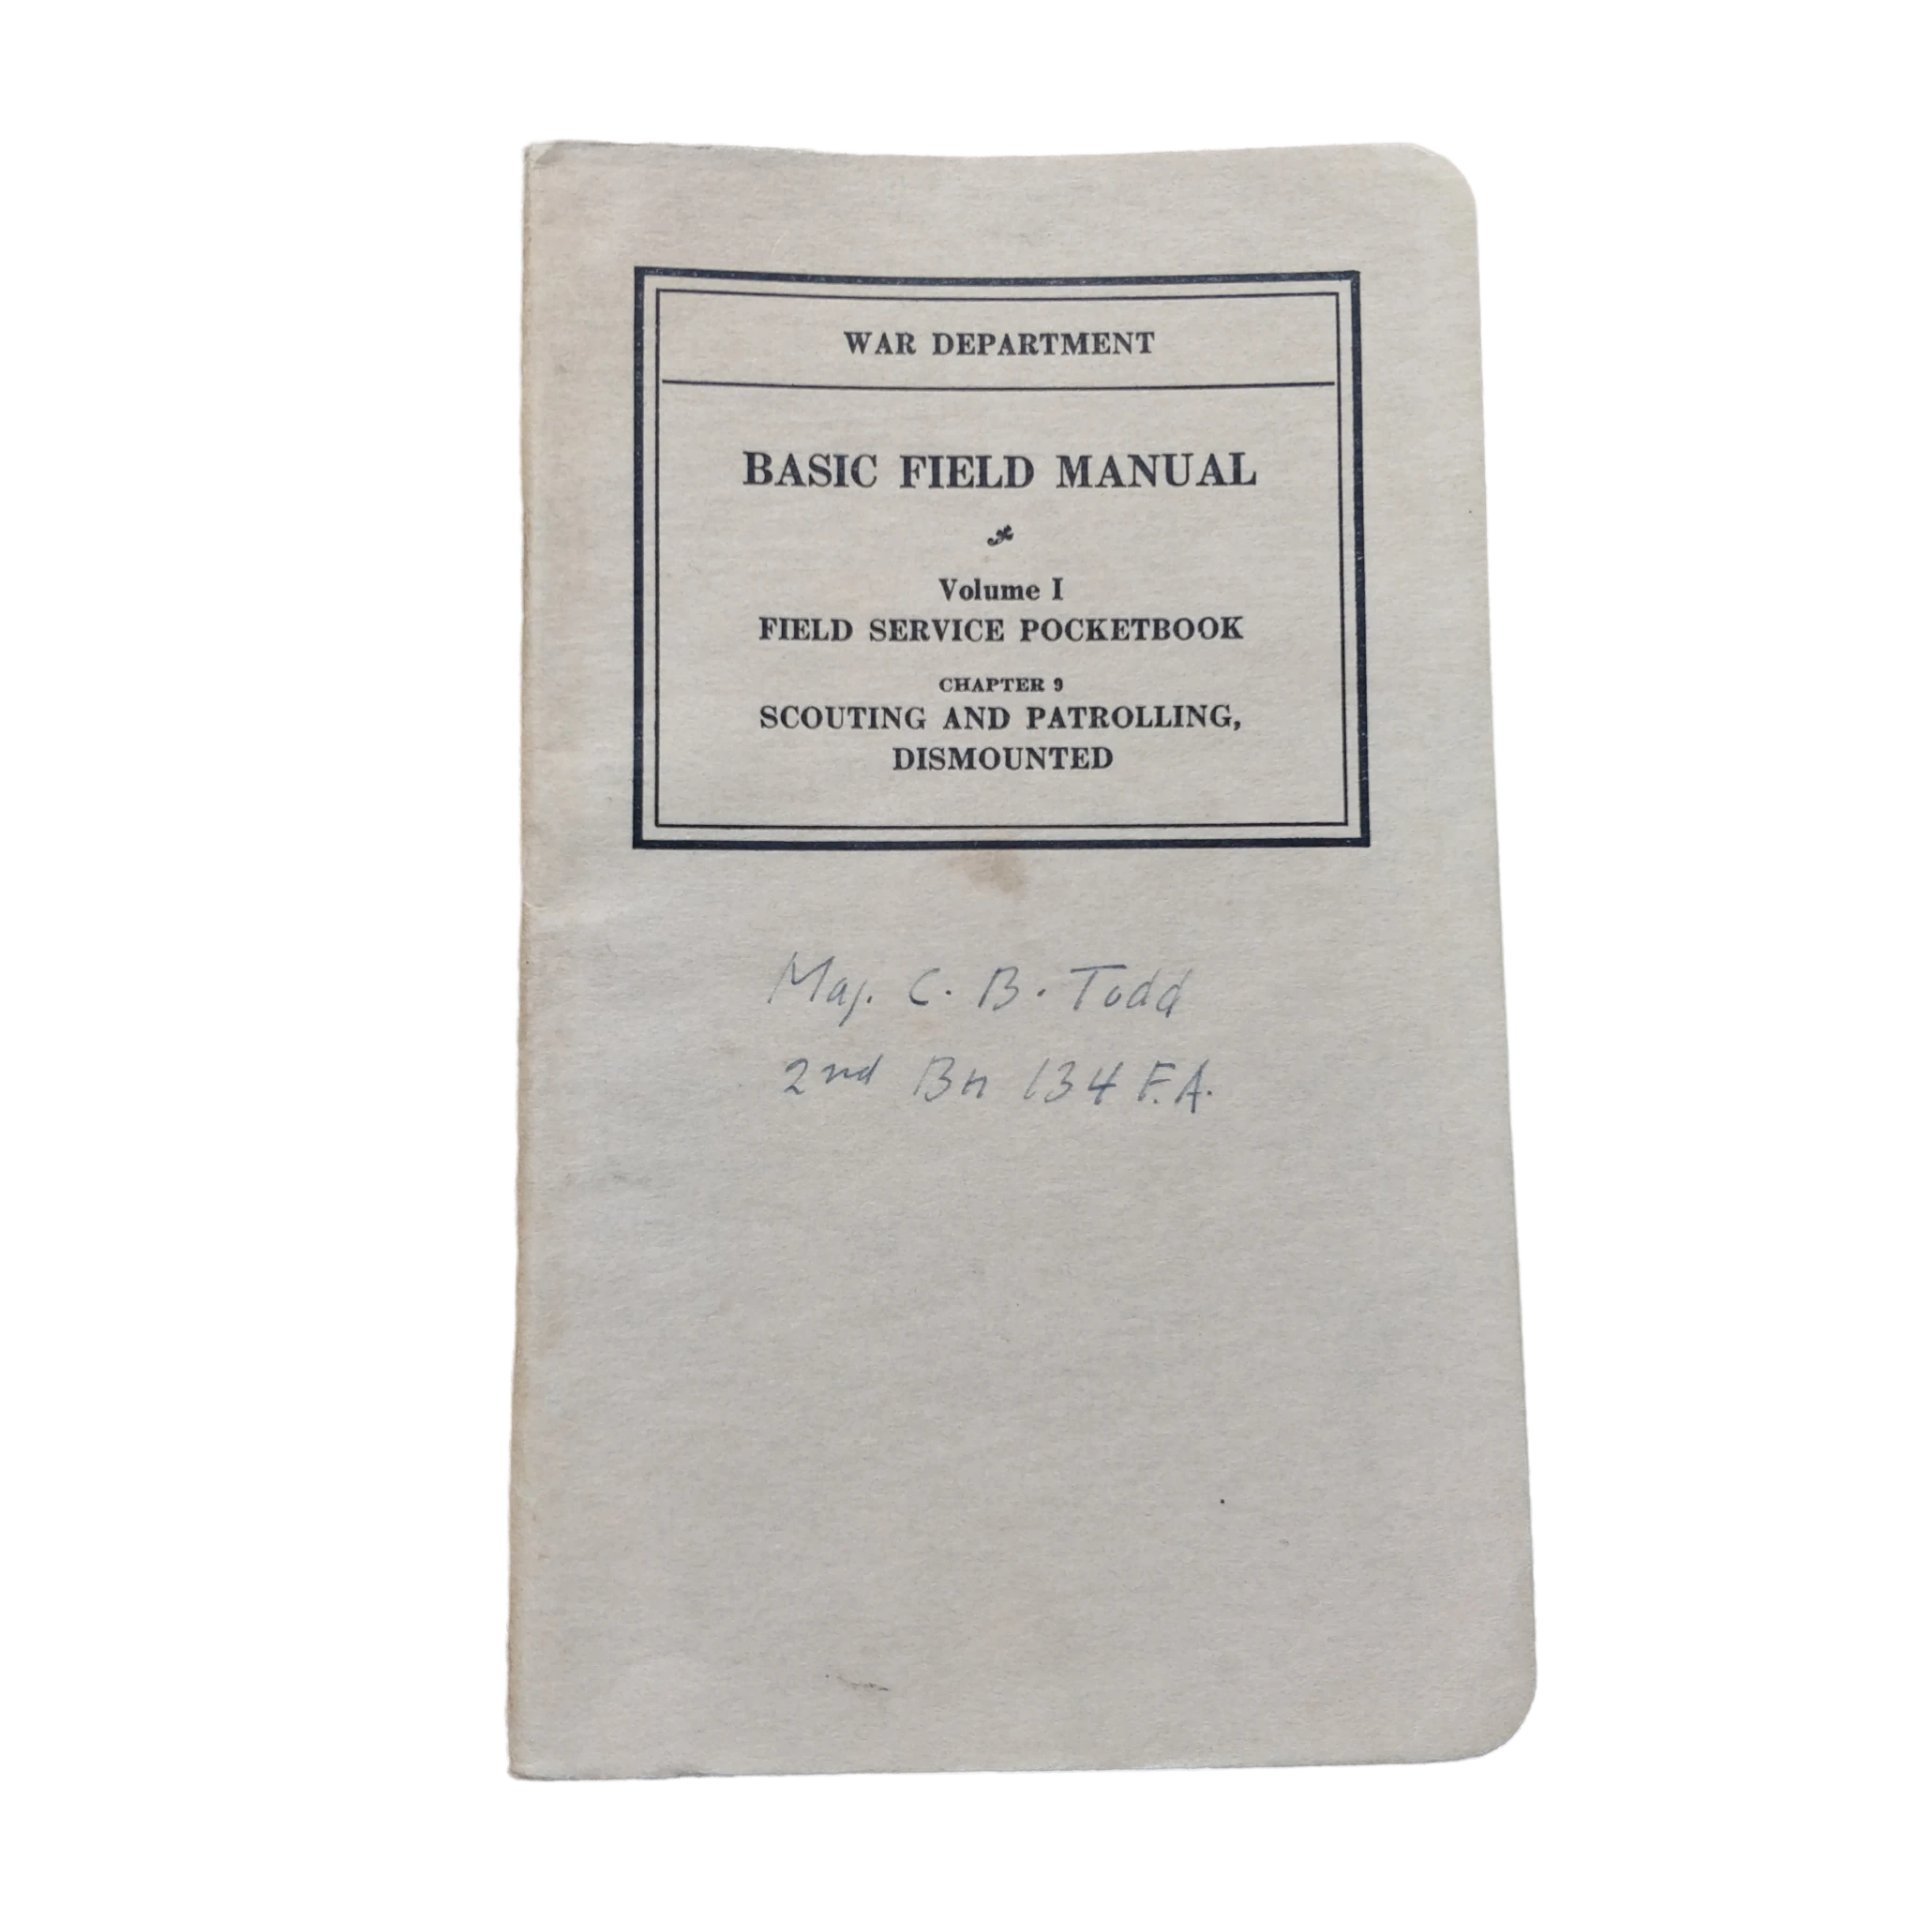 WAR DEPARTMENT
BASIC FIELD MANUAL
Volume I
FIELD SERVICE POCKETBOOK
CHAPTER 9
SCOUTING AND PATROLLING,
DISMOUNTED
Maj. C. B. Todd
2nd Bn 134 F.A.